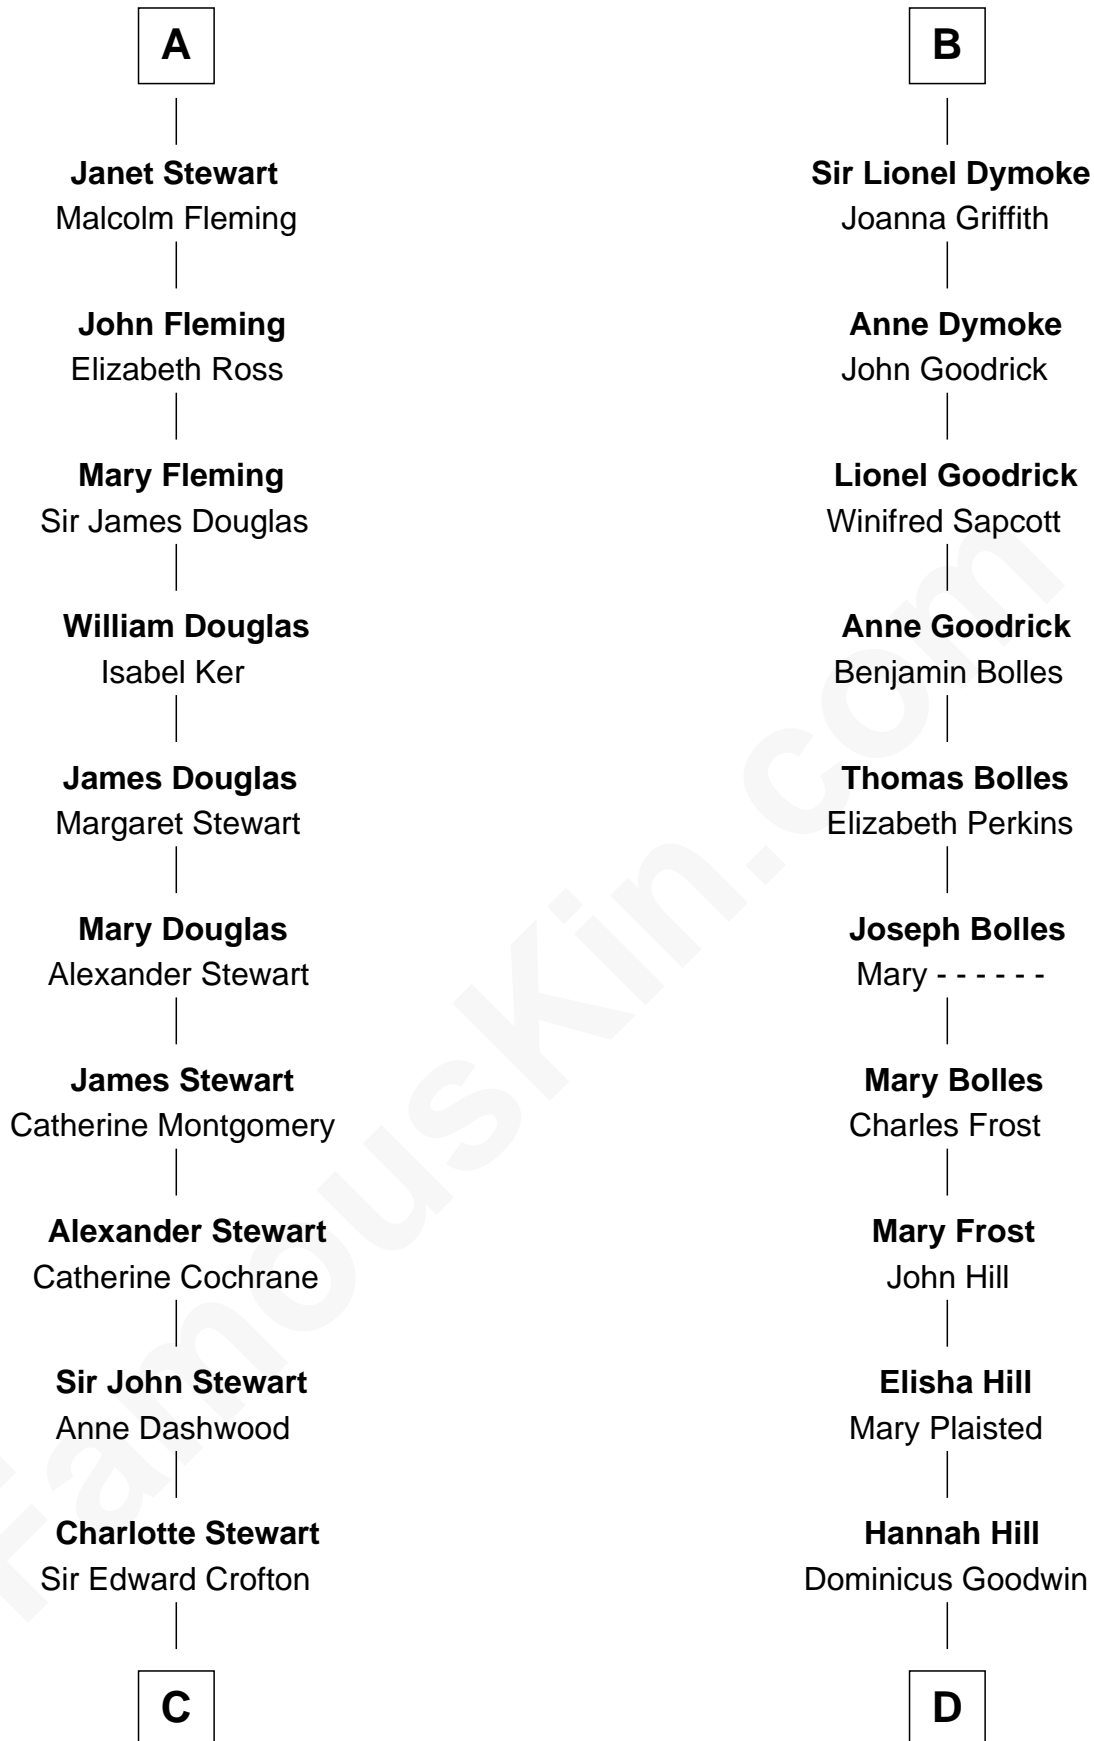 A
Janet Stewart
Malcolm Fleming
John Fleming
Elizabeth Ross
Mary Fleming
Sir James Douglas
William Douglas
Isabel Ker
James Douglas
Margaret Stewart
Mary Douglas
Alexander Stewart
James Stewart
Catherine Montgomery
Alexander Stewart
Catherine Cochrane
Sir John Stewart
Anne Dashwood
Charlotte Stewart
Sir Edward Crofton
C
B
Sir Lionel Dymoke
Joanna Griffith
Anne Dymoke
John Goodrick
Lionel Goodrick
Winifred Sapcott
Anne Goodrick
Benjamin Bolles
Thomas Bolles
Elizabeth Perkins
Joseph Bolles
Mary - - - - - -
Mary Bolles
Charles Frost
Mary Frost
John Hill
Elisha Hill
Mary Plaisted
Hannah Hill
Dominicus Goodwin
D
FamousKin.com